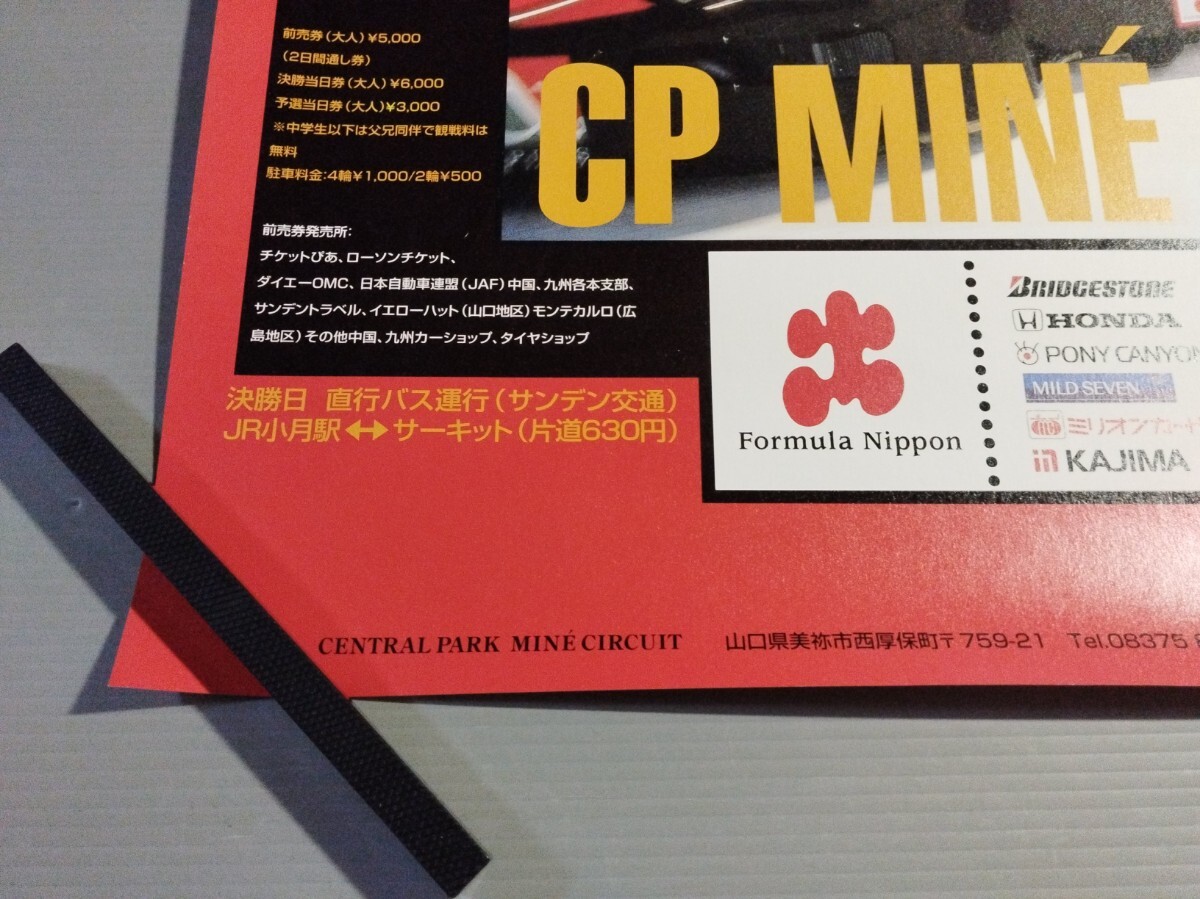 前売券(大人)¥5,000
(2日間通し券)
決勝当日券(大人)¥6,000
予選当日券(大人)¥3,000
※中学生以下は父兄同伴で観戦料は
無料
駐車料金:4輪¥1,000/2輪¥500
CP MINÉ
前売券発売所:
チケットぴあ、ローソンチケット、
ダイエーOMC、日本自動車連盟(JAF)中国、九州各本支部、
サンデントラベル、イエローハット(山口地区)モンテカルロ(広
島地区)その他中国、九州カーショップ、タイヤショップ
決勝日 直行バス運行(サンデン交通)
JR小月駅↔サーキット(片道630円)
Formula Nippon
BRIDGESTONE
HONDA
PONY CANYON
MILD SEVEN
ミリオンカード
KAJIMA
CENTRAL PARK MINÉ CIRCUIT 山口県美祢市西厚保町〒759-21 Tel.08375